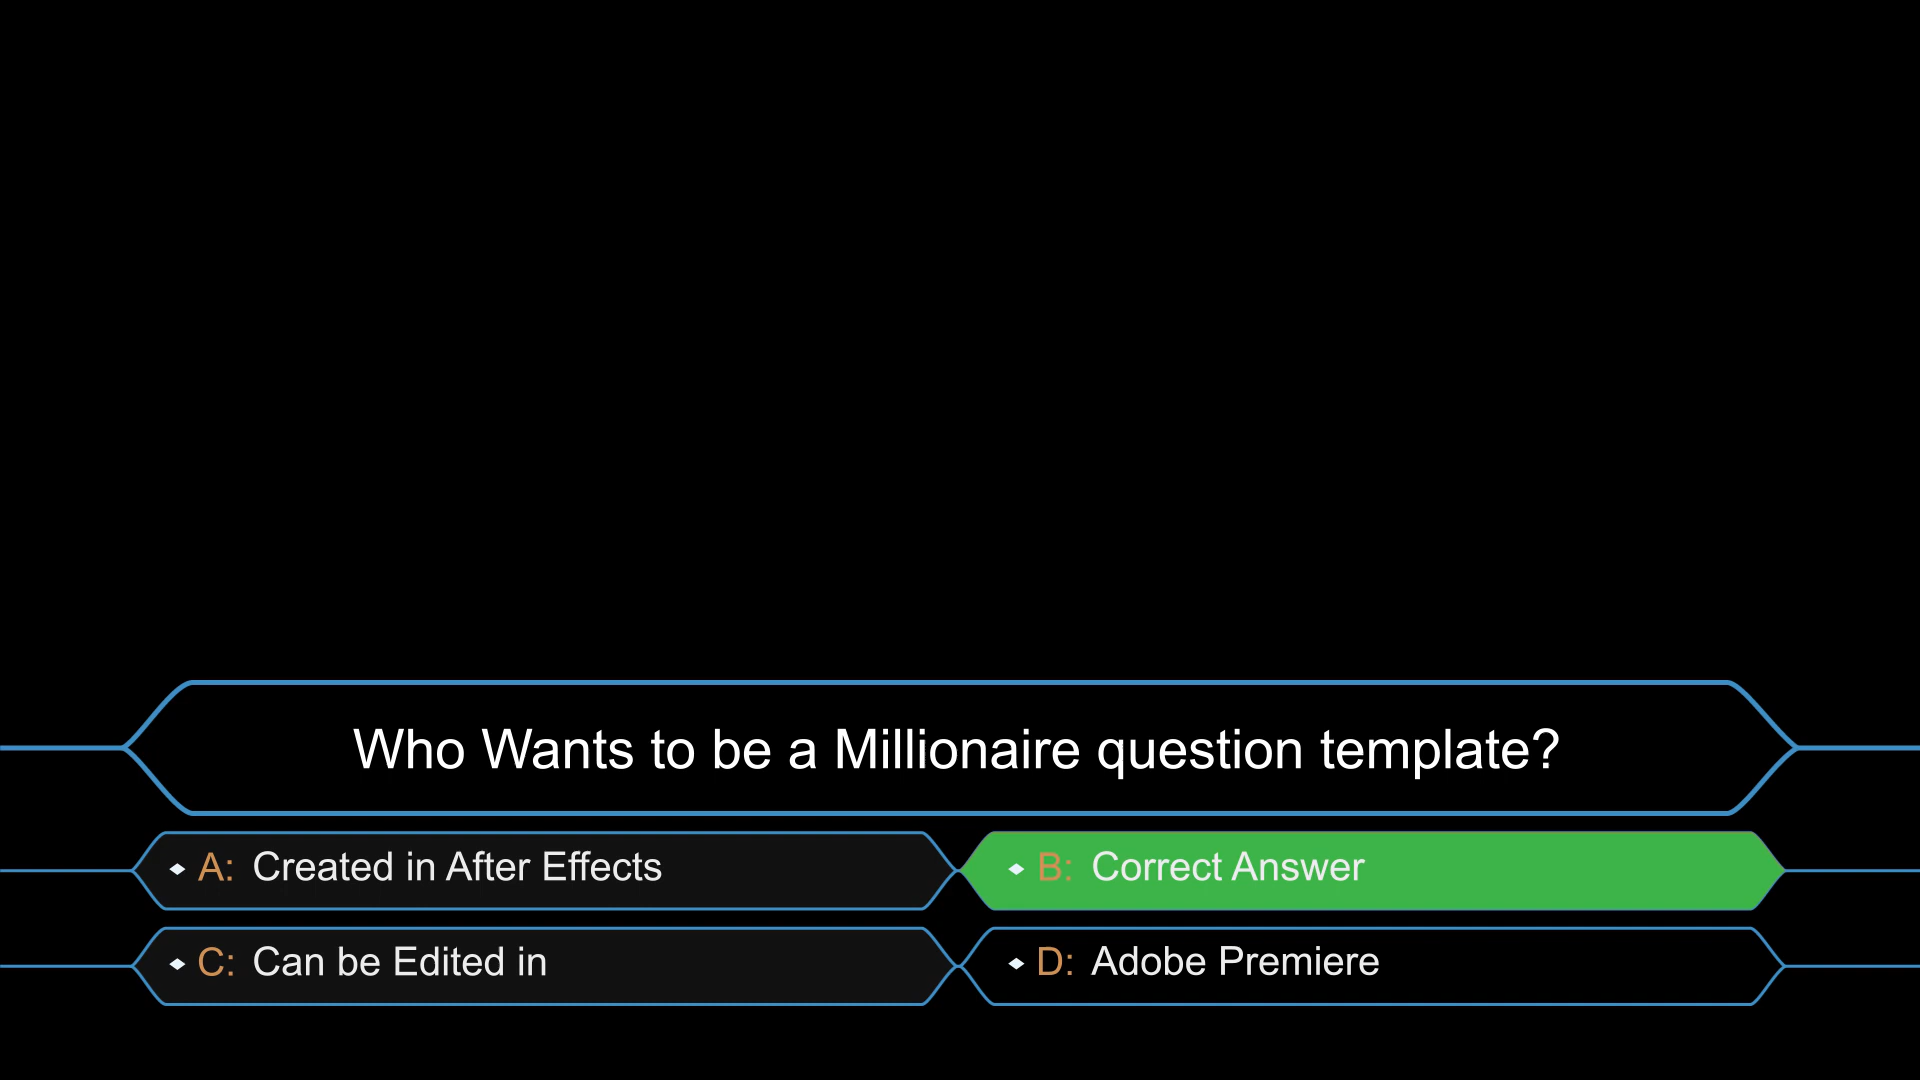 Who Wants to be a Millionaire question template?
A: Created in After Effects
B: Correct Answer
C: Can be Edited in
D: Adobe Premiere